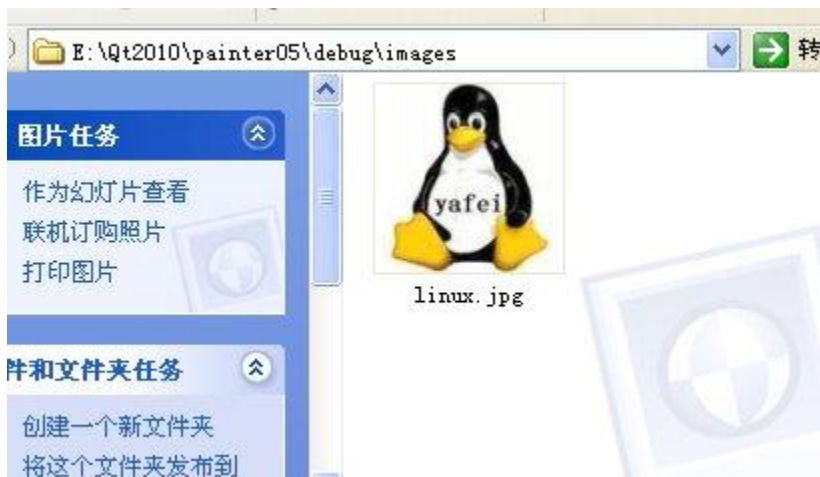 E:\Qt2010\painter05\debug\images
转
图片任务
作为幻灯片查看
联机订购照片
打印图片
yafei
linux.jpg
件和文件夹任务
创建一个新文件夹
将这个文件夹发布到